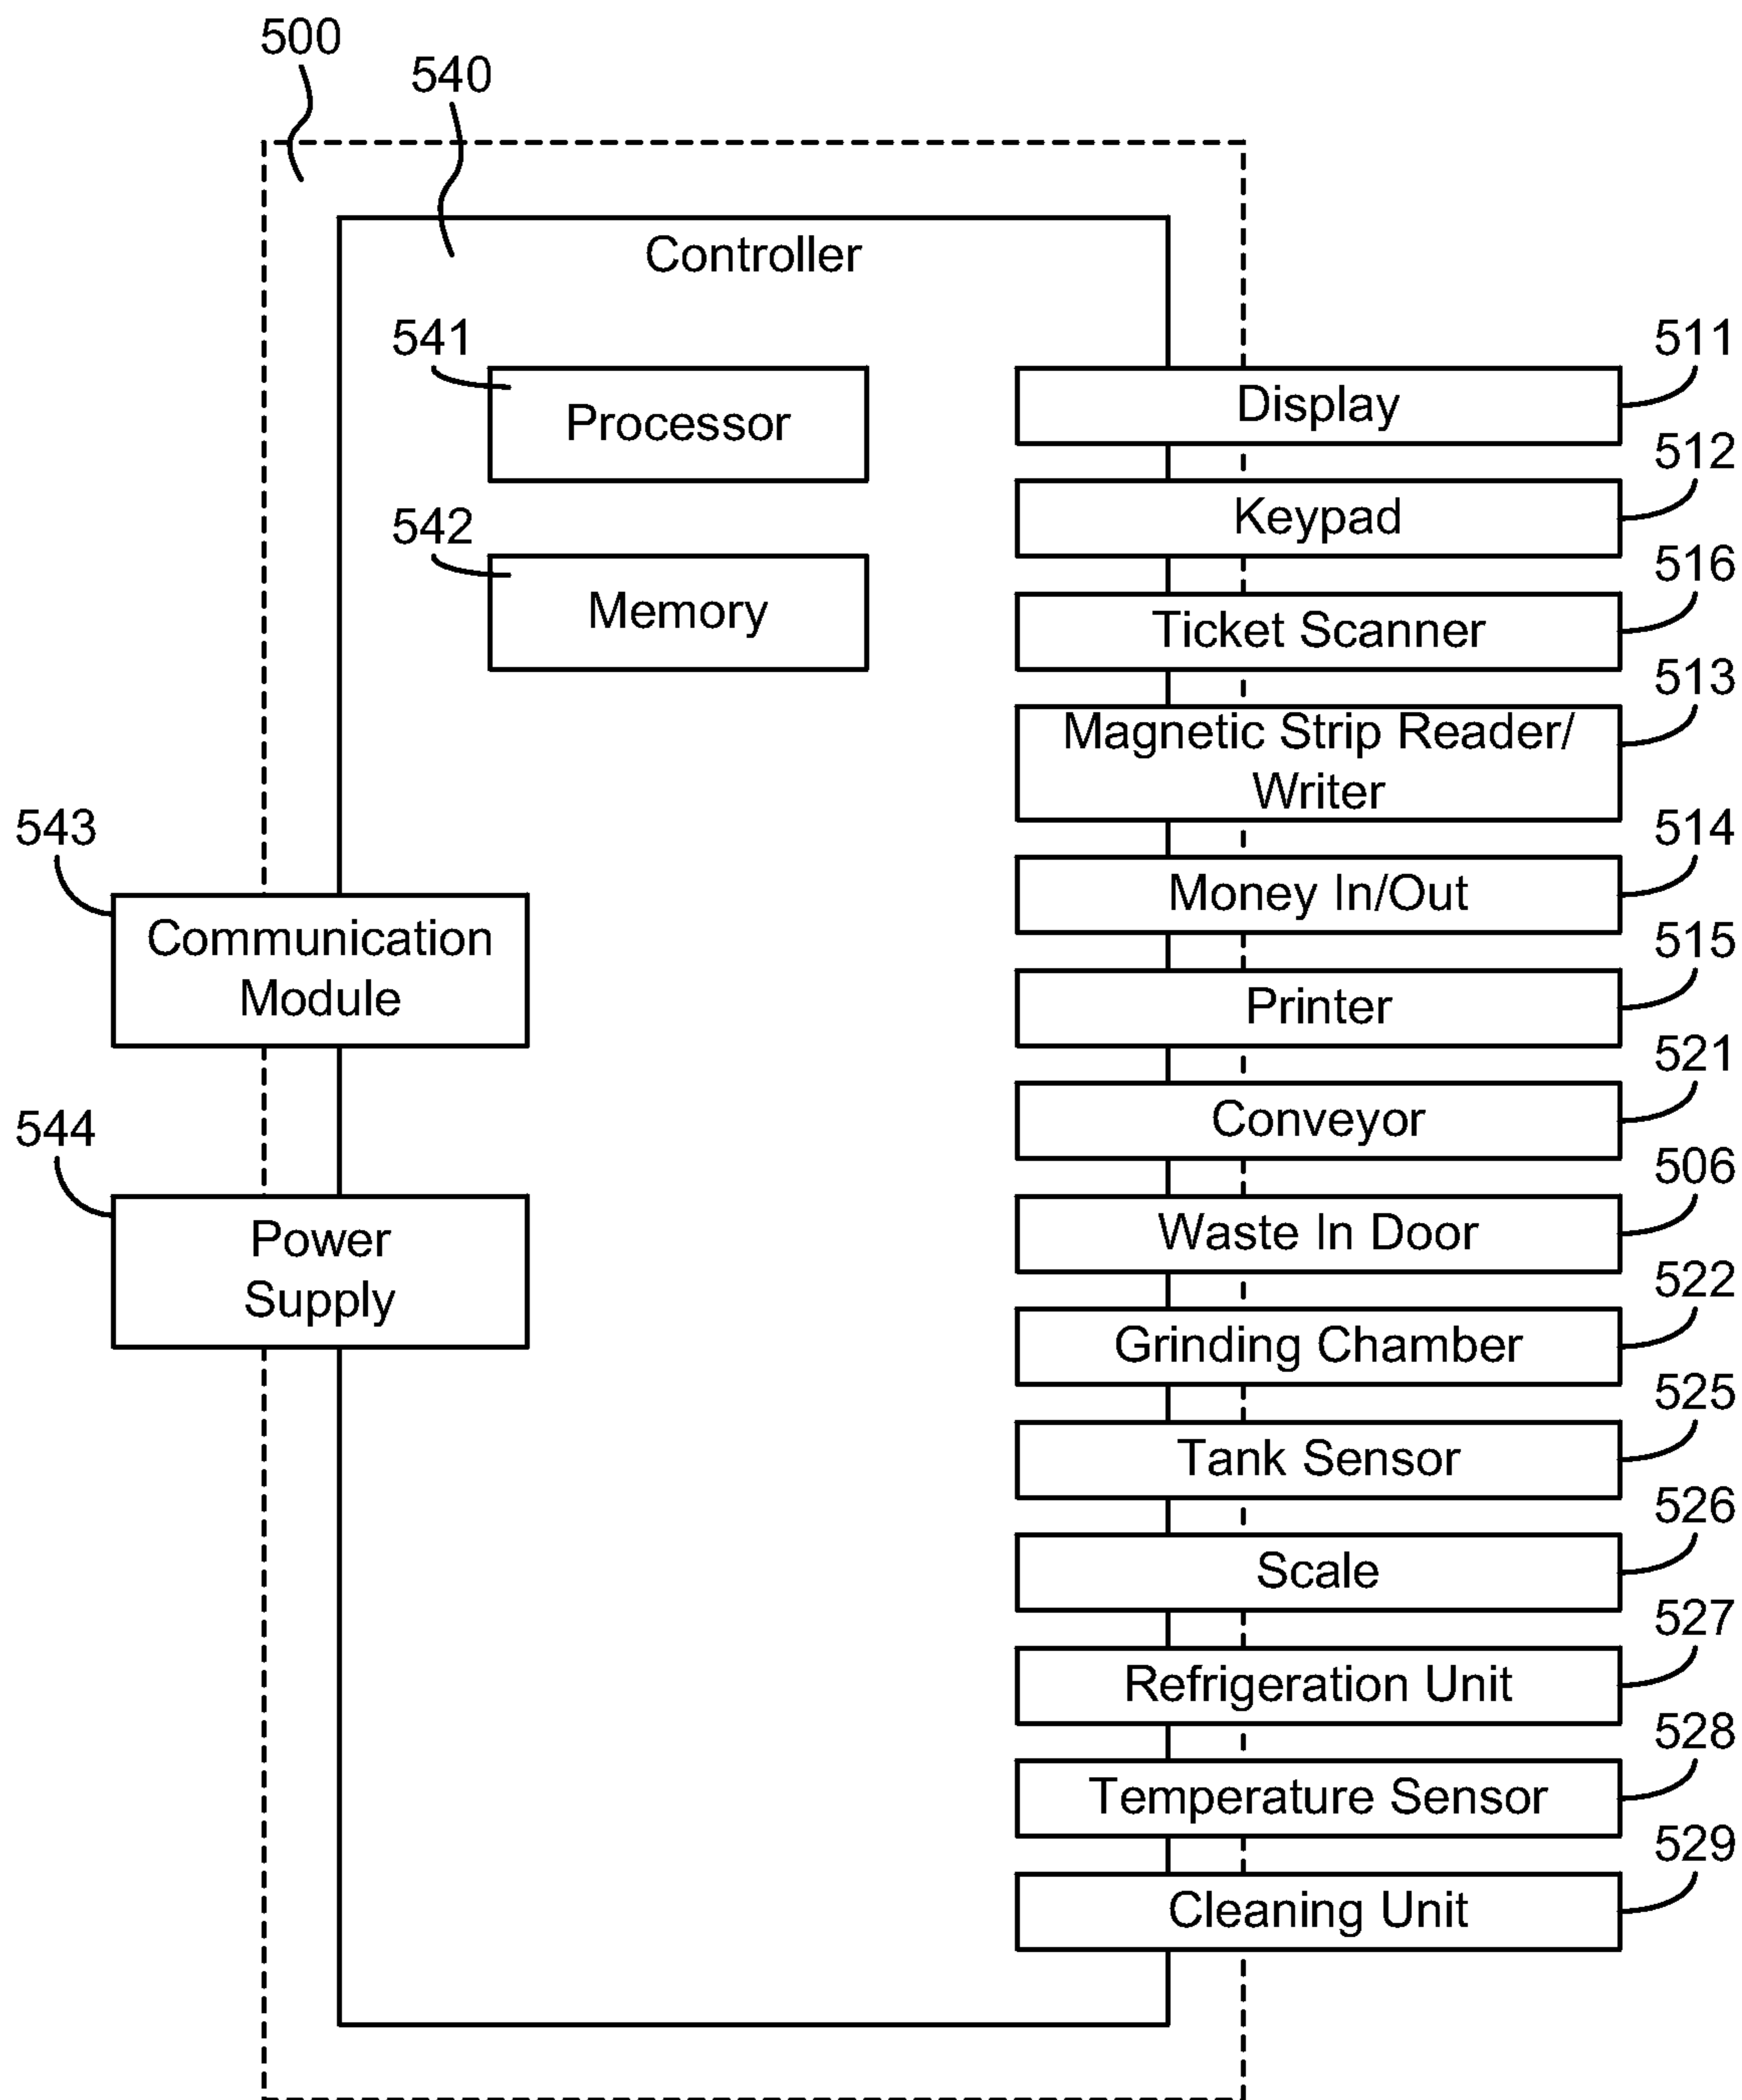 500
540
Controller
541
Processor
542
Memory
543
Communication
Module
544
Power
Supply
511
Display
512
Keypad
516
Ticket Scanner
513
Magnetic Strip Reader/
Writer
514
Money In/Out
515
Printer
521
Conveyor
506
Waste In Door
522
Grinding Chamber
525
Tank Sensor
526
Scale
527
Refrigeration Unit
528
Temperature Sensor
529
Cleaning Unit